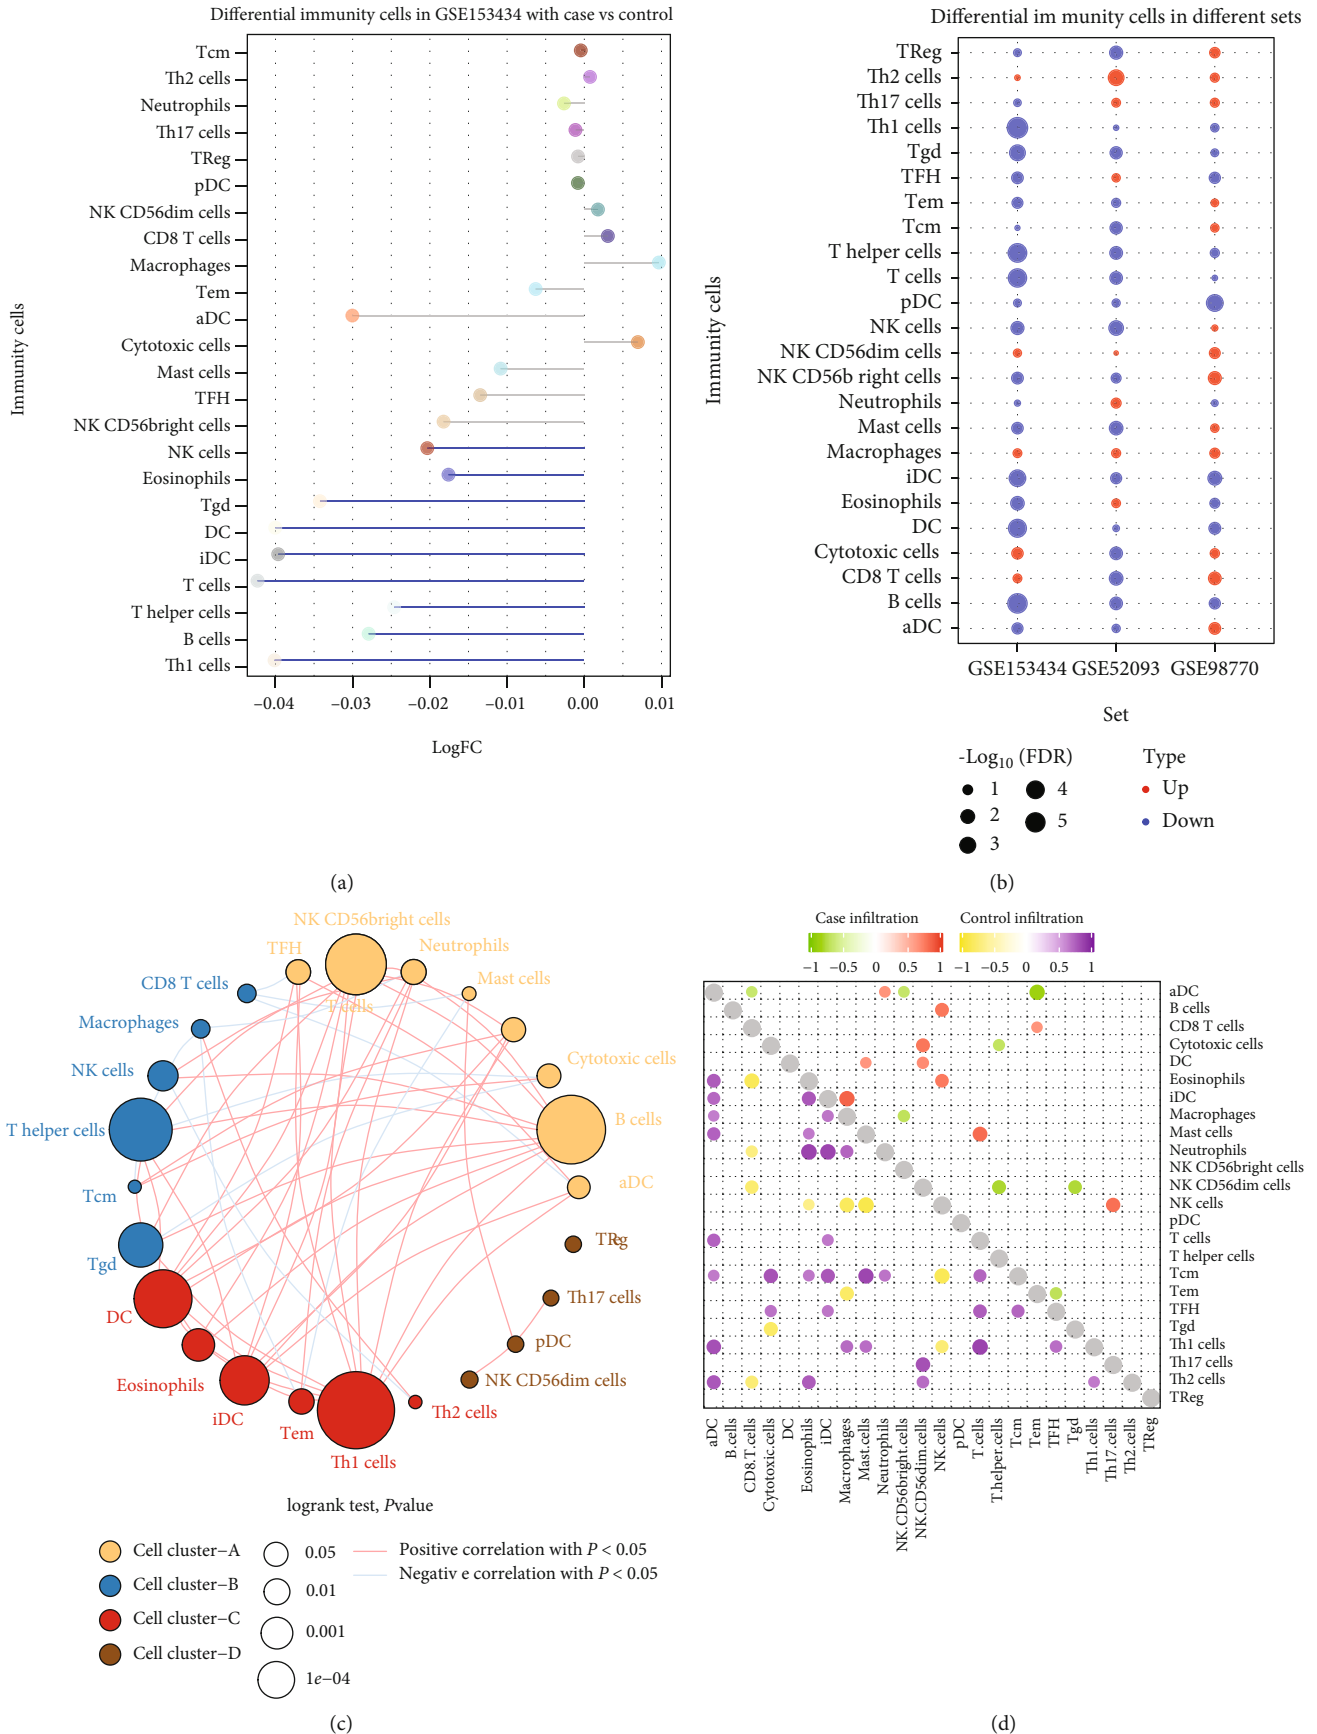 Differential immunity cells in GSE153434 with case vs control
Immunity cells
Tcm
Th2 cells
Neutrophils
Th17 cells
TReg
pDC
NK CD56dim cells
CD8 T cells
Macrophages
Tem
aDC
Cytotoxic cells
Mast cells
TFH
NK CD56bright cells
NK cells
Eosinophils
Tgd
DC
iDC
T cells
T helper cells
B cells
Th1 cells
−0.04 −0.03 −0.02 −0.01 0.00 0.01
LogFC
(a)
Differential im munity cells in different sets
Immunity cells
TReg
Th2 cells
Th17 cells
Th1 cells
Tgd
TFH
Tem
Tcm
T helper cells
T cells
pDC
NK cells
NK CD56dim cells
NK CD56b right cells
Neutrophils
Mast cells
Macrophages
iDC
Eosinophils
DC
Cytotoxic cells
CD8 T cells
B cells
aDC
GSE153434 GSE52093 GSE98770
Set
-Log10 (FDR)
1
2
3
4
5
Type
Up
Down
(b)
NK CD56bright cells
TFH
Neutrophils
CD8 T cells
Mast cells
T cells
Macrophages
NK cells
Cytotoxic cells
T helper cells
B cells
Tcm
aDC
Tgd
TReg
DC
Th17 cells
pDC
Eosinophils
NK CD56dim cells
iDC
Tem
Th2 cells
Th1 cells
logrank test, Pvalue
Cell cluster−A
Cell cluster−B
Cell cluster−C
Cell cluster−D
0.05
0.01
0.001
1e−04
Positive correlation with P < 0.05
Negativ e correlation with P < 0.05
(c)
Case infiltration
−1 −0.5 0 0.5 1
Control infiltration
−1 −0.5 0 0.5 1
aDC
B cells
CD8 T cells
Cytotoxic cells
DC
Eosinophils
iDC
Macrophages
Mast cells
Neutrophils
NK CD56bright cells
NK CD56dim cells
NK cells
pDC
T cells
T helper cells
Tcm
Tem
TFH
Tgd
Th1 cells
Th17 cells
Th2 cells
TReg
aDC
B.cells
CD8.T.cells
Cytotoxic.cells
DC
Eosinophils
iDC
Macrophages
Mast.cells
Neutrophils
NK.CD56bright.cells
NK.CD56dim.cells
NK.cells
pDC
T.cells
T.helper.cells
Tcm
Tem
TFH
Tgd
Th1.cells
Th17.cells
Th2.cells
TReg
(d)